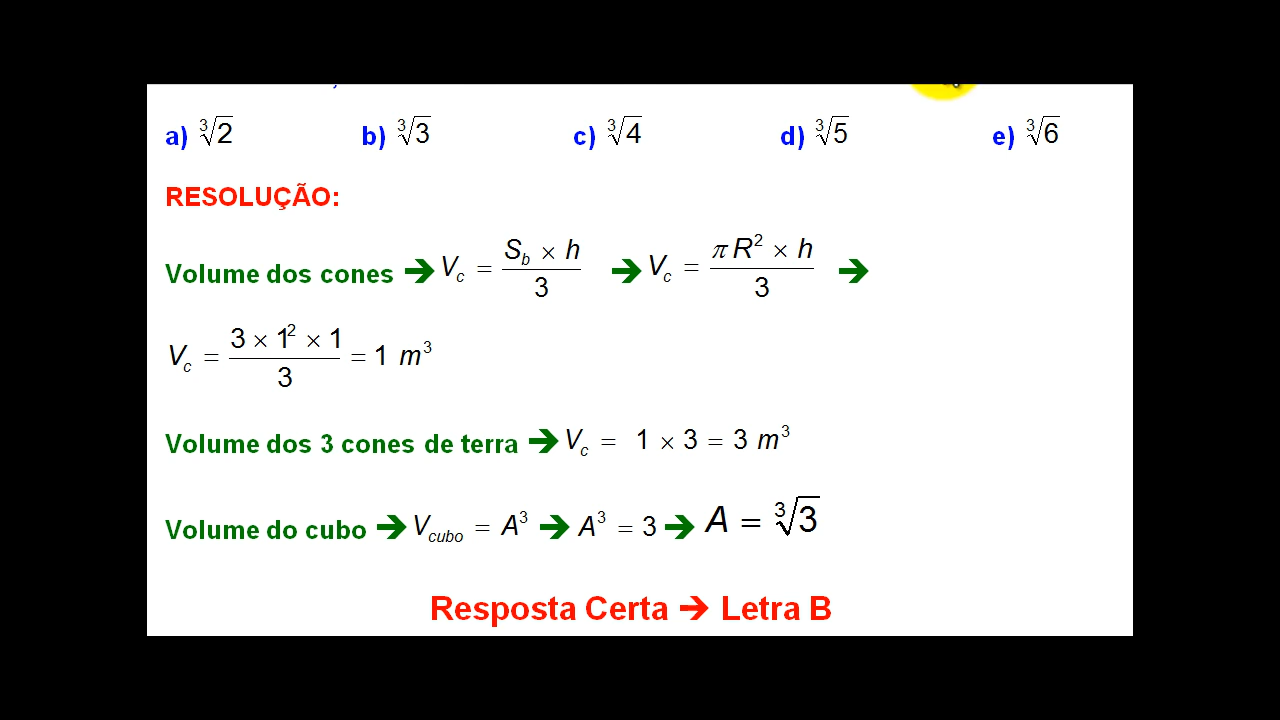 a) ∛2 b) ∛3 c) ∛4 d) ∛5 e) ∛6
RESOLUÇÃO:
Volume dos cones ➔ V_c = (S_b × h)/3 ➔ V_c = (π R² × h)/3 ➔
V_c = (3 × 1² × 1)/3 = 1 m³
Volume dos 3 cones de terra ➔ V_c = 1 × 3 = 3 m³
Volume do cubo ➔ V_cubo = A³ ➔ A³ = 3 ➔ A = ∛3
Resposta Certa ➔ Letra B